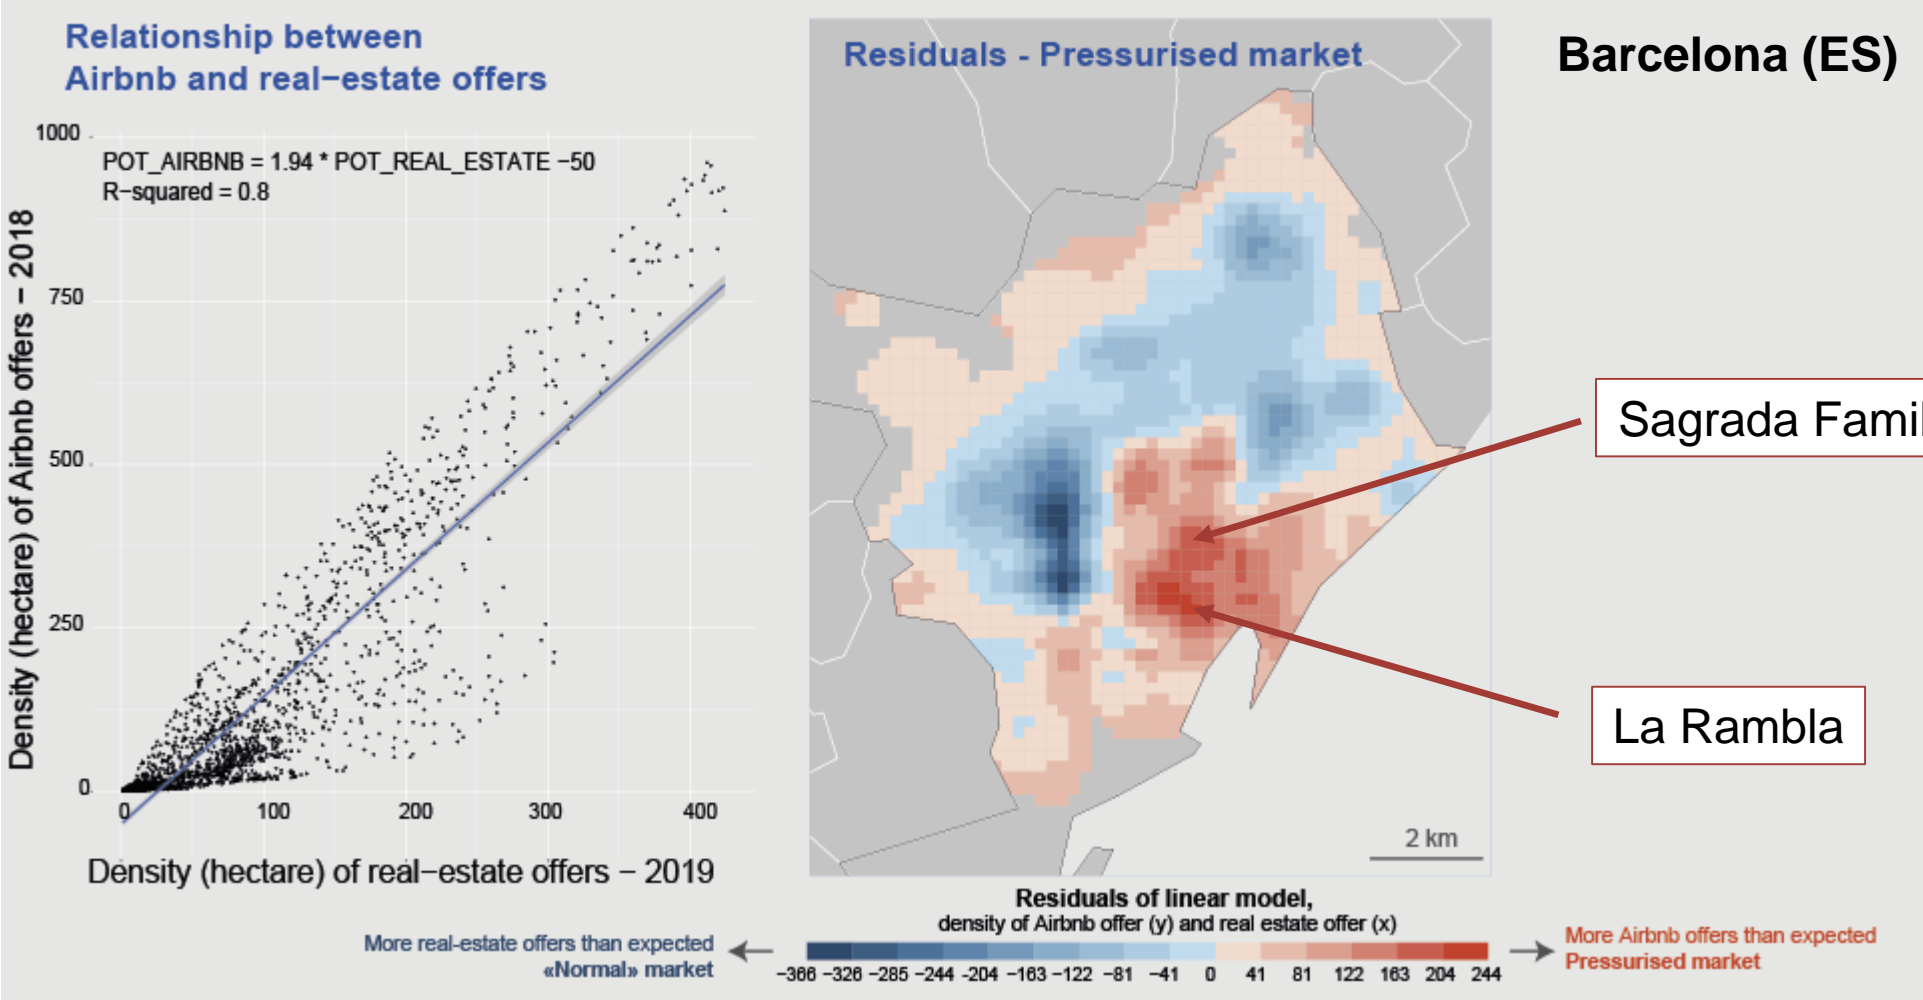 Relationship between
Airbnb and real−estate offers
1000
750
500
250
0
POT_AIRBNB = 1.94 * POT_REAL_ESTATE −50
R−squared = 0.8
Density (hectare) of Airbnb offers − 2018
0 100 200 300 400
Density (hectare) of real−estate offers − 2019
Residuals - Pressurised market
Barcelona (ES)
Sagrada Famil
La Rambla
2 km
Residuals of linear model,
density of Airbnb offer (y) and real estate offer (x)
More real-estate offers than expected
«Normal» market
−366 −326 −285 −244 −204 −163 −122 −81 −41 0 41 81 122 163 204 244
More Airbnb offers than expected
Pressurised market